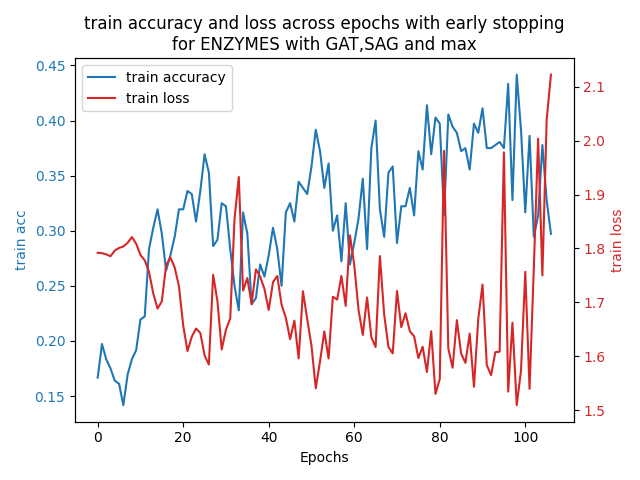 train accuracy and loss across epochs with early stopping
for ENZYMES with GAT,SAG and max
train accuracy
train loss
train acc
0.45
0.40
0.35
0.30
0.25
0.20
0.15
train loss
2.1
2.0
1.9
1.8
1.7
1.6
1.5
0 20 40 60 80 100
Epochs